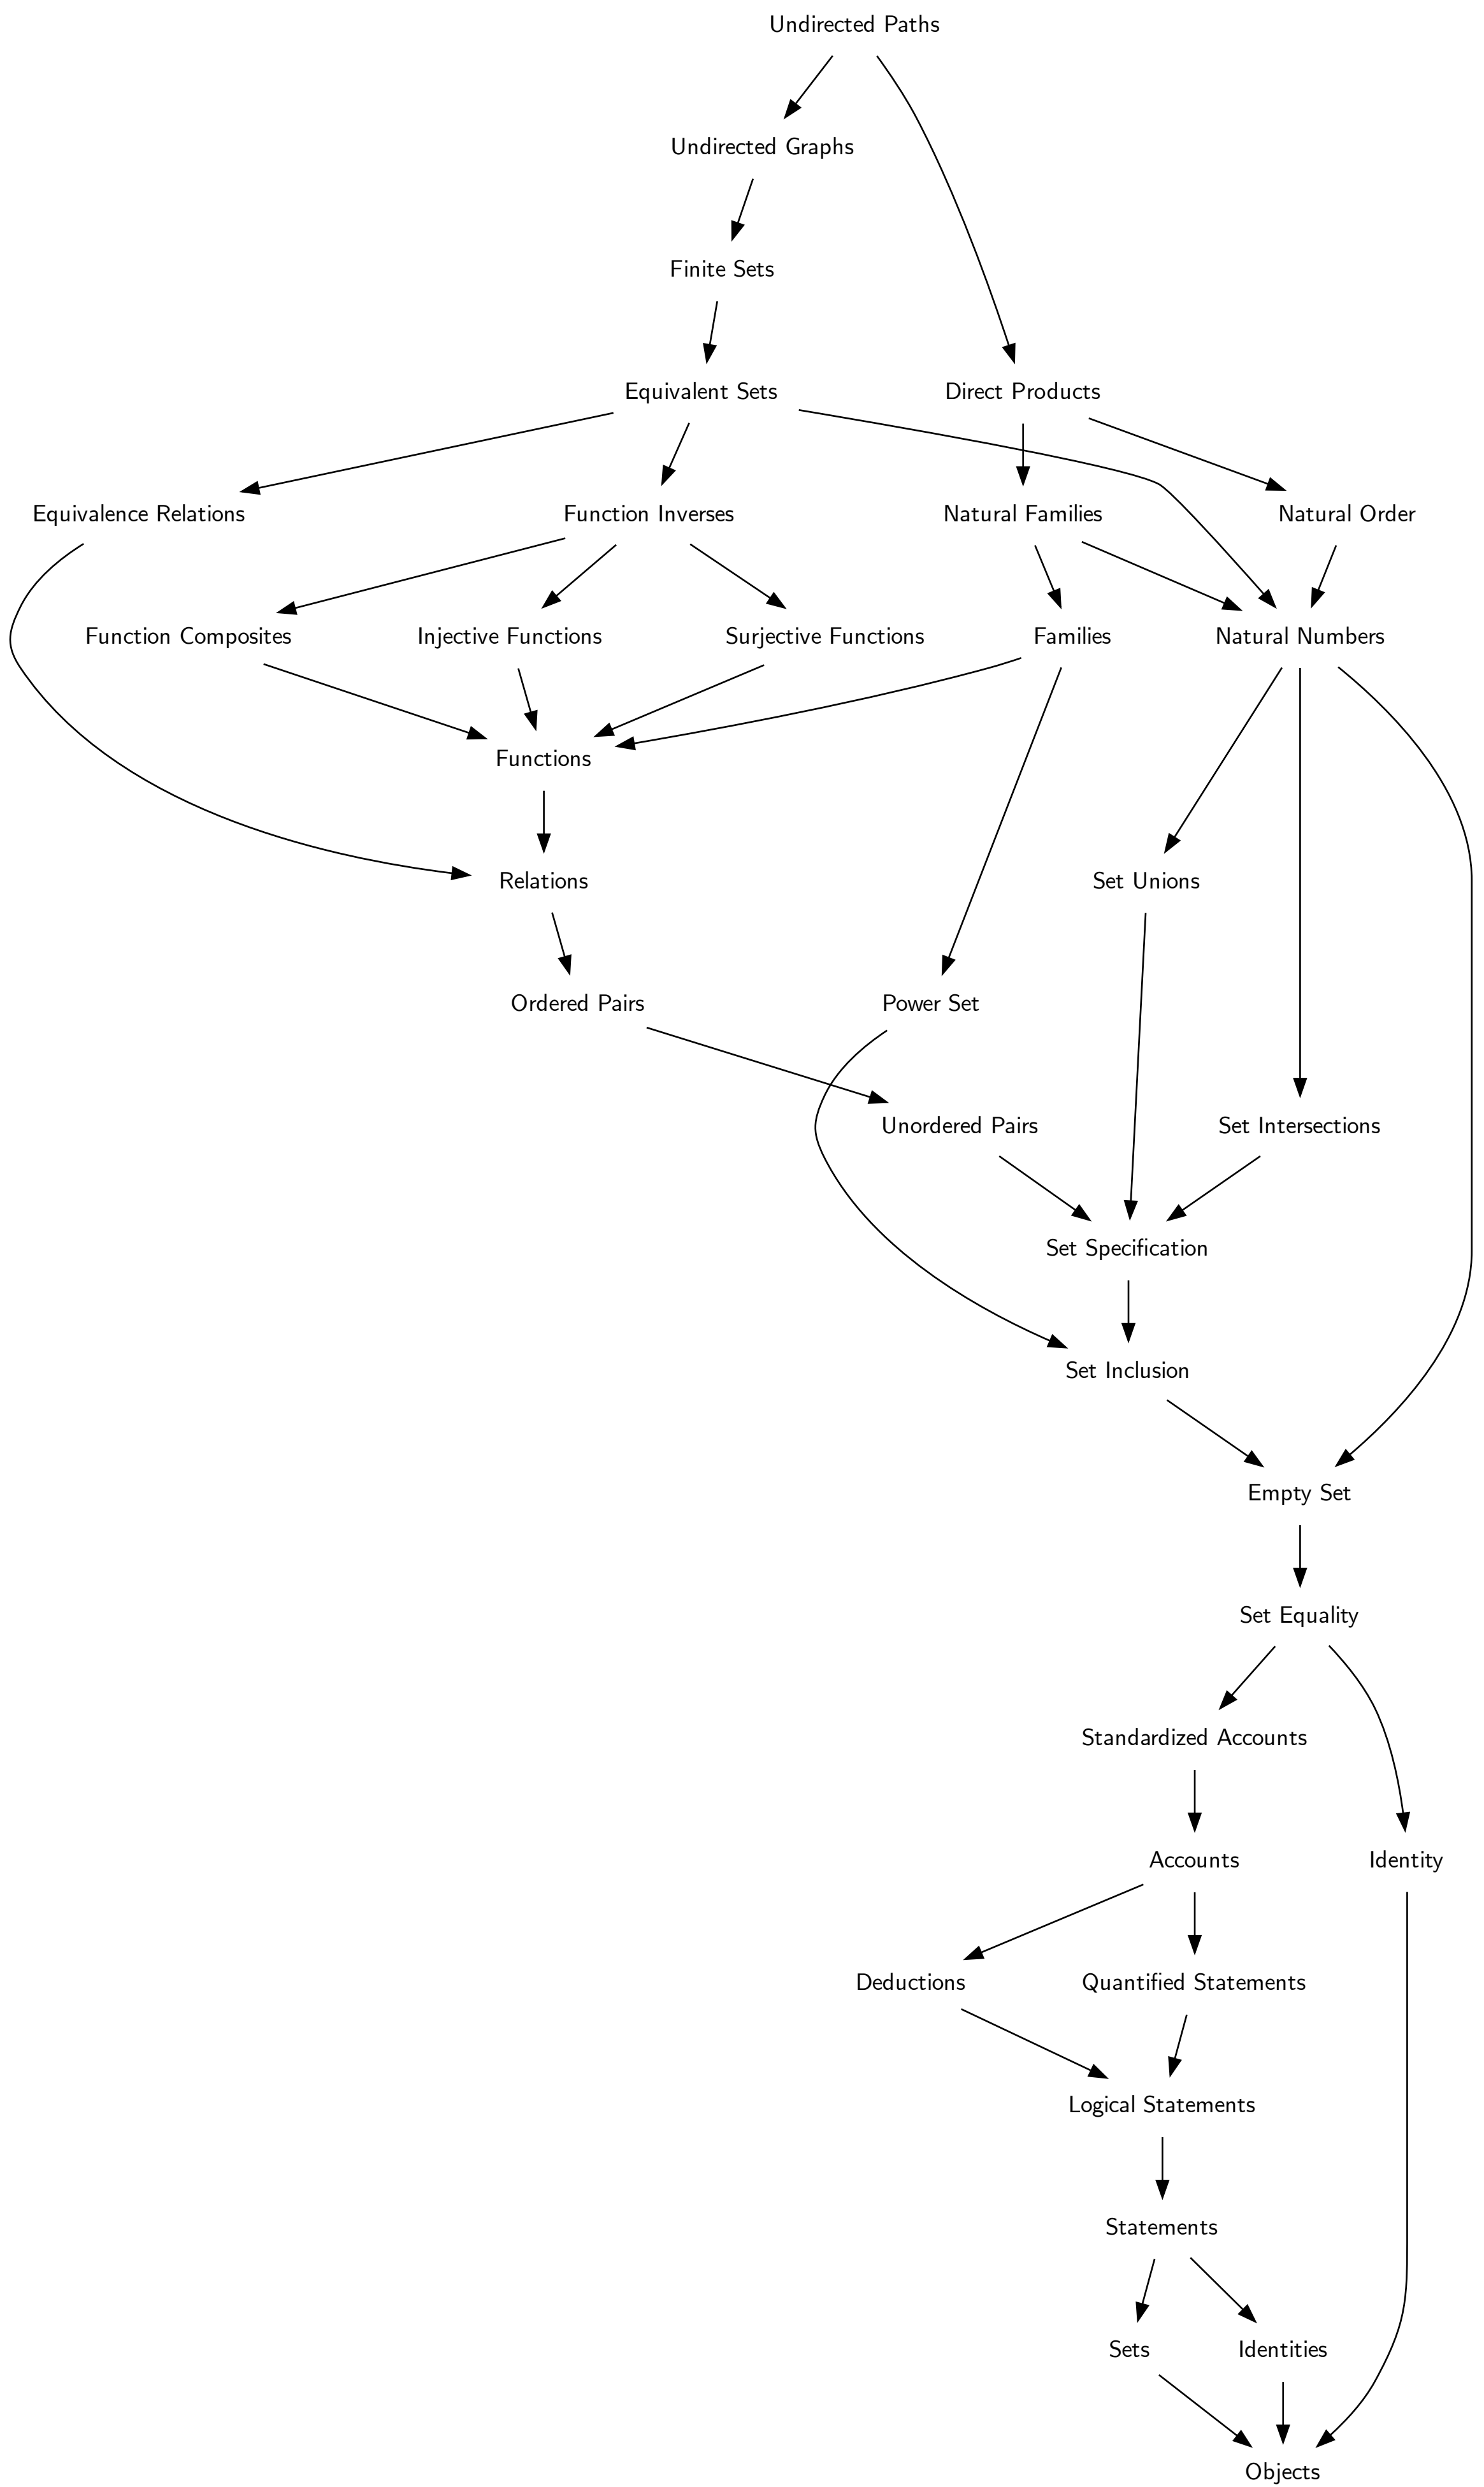 Undirected Paths
Undirected Graphs
Finite Sets
Equivalent Sets
Direct Products
Equivalence Relations
Function Inverses
Natural Families
Natural Order
Function Composites
Injective Functions
Surjective Functions
Families
Natural Numbers
Functions
Relations
Set Unions
Ordered Pairs
Power Set
Unordered Pairs
Set Intersections
Set Specification
Set Inclusion
Empty Set
Set Equality
Standardized Accounts
Accounts
Identity
Deductions
Quantified Statements
Logical Statements
Statements
Sets
Identities
Objects